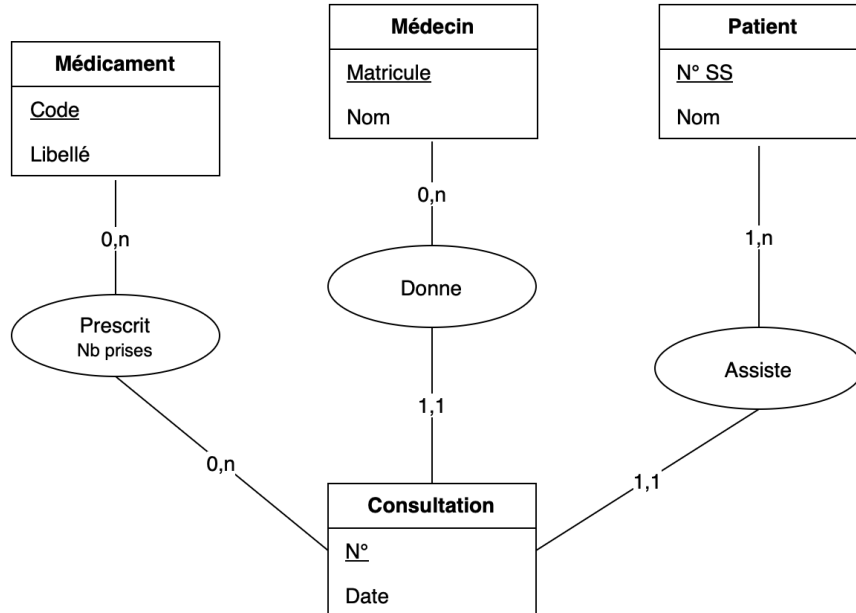 Médicament
Code
Libellé
Médecin
Matricule
Nom
Patient
N° SS
Nom
0,n
0,n
1,n
Prescrit
Nb prises
Donne
Assiste
0,n
1,1
1,1
Consultation
N°
Date